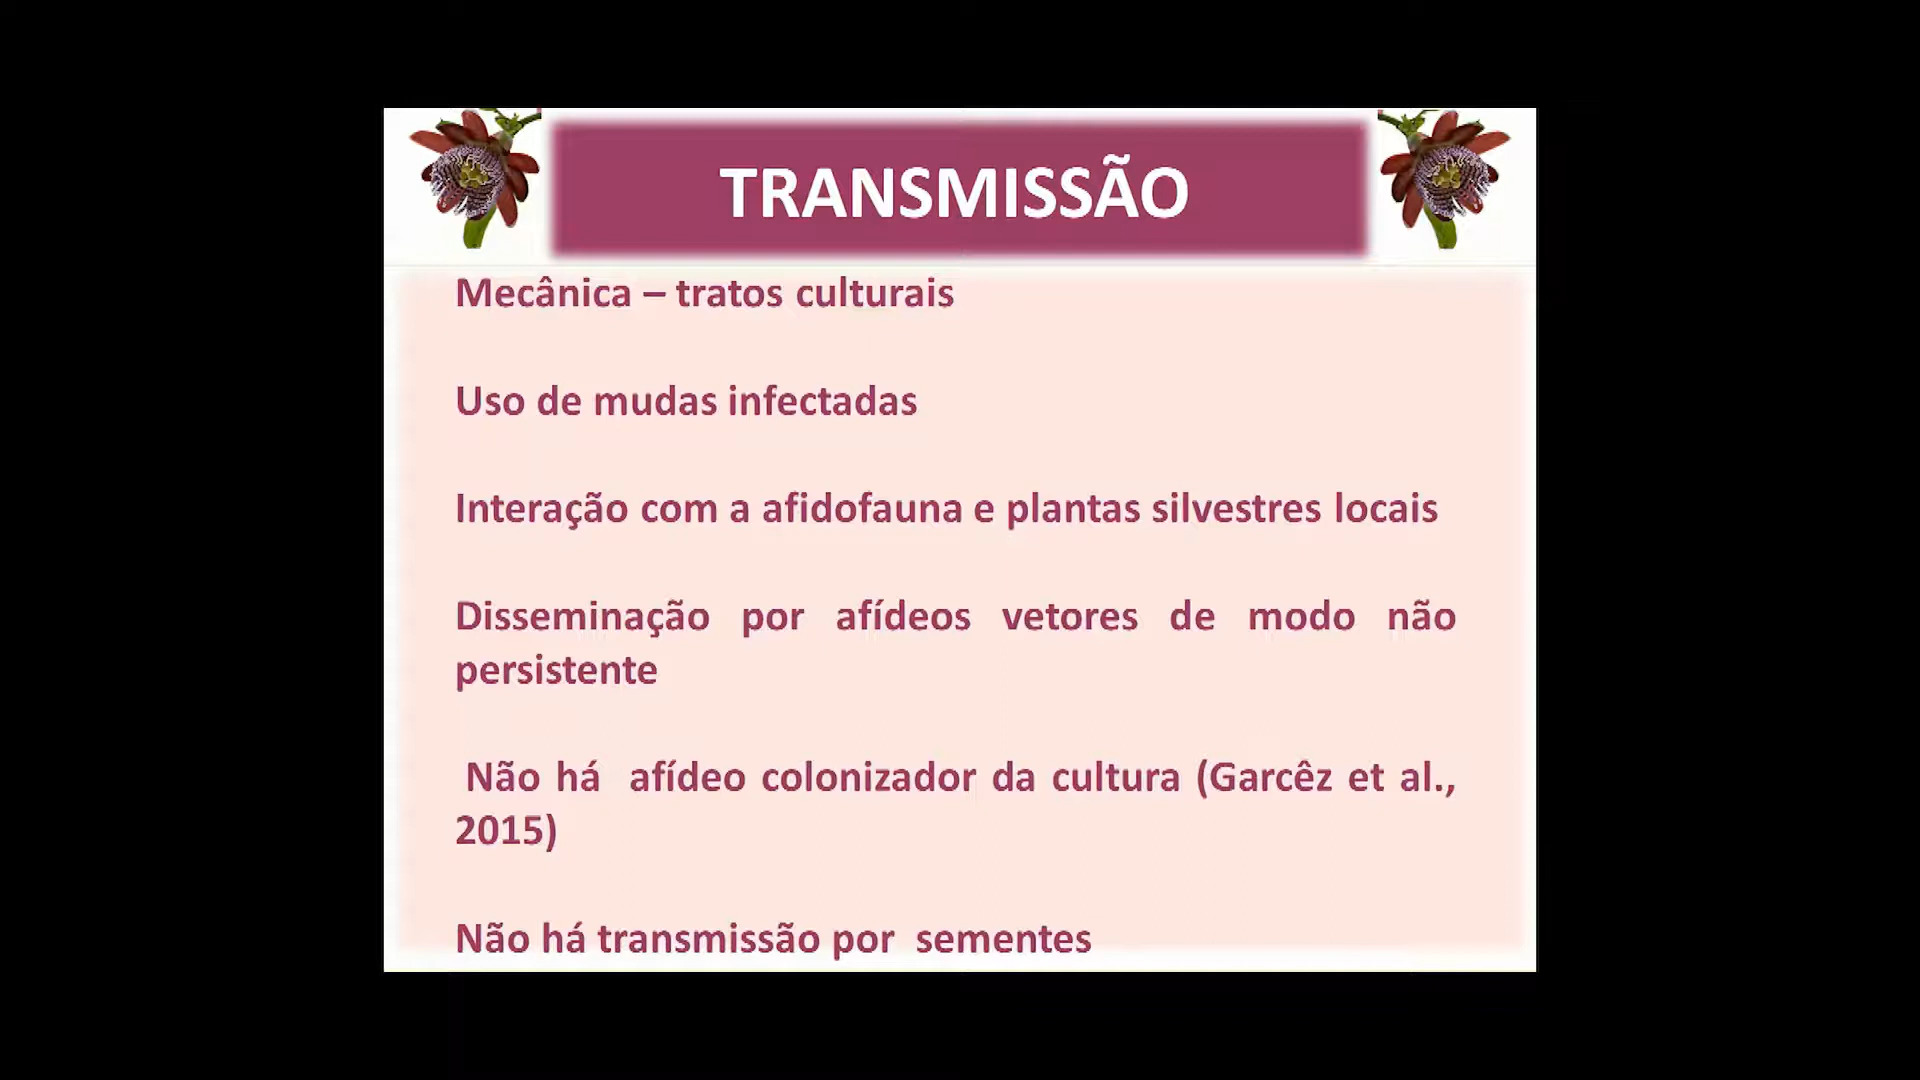 TRANSMISSÃO
Mecânica – tratos culturais
Uso de mudas infectadas
Interação com a afidofauna e plantas silvestres locais
Disseminação por afídeos vetores de modo não
persistente
Não há afídeo colonizador da cultura (Garcêz et al.,
2015)
Não há transmissão por sementes